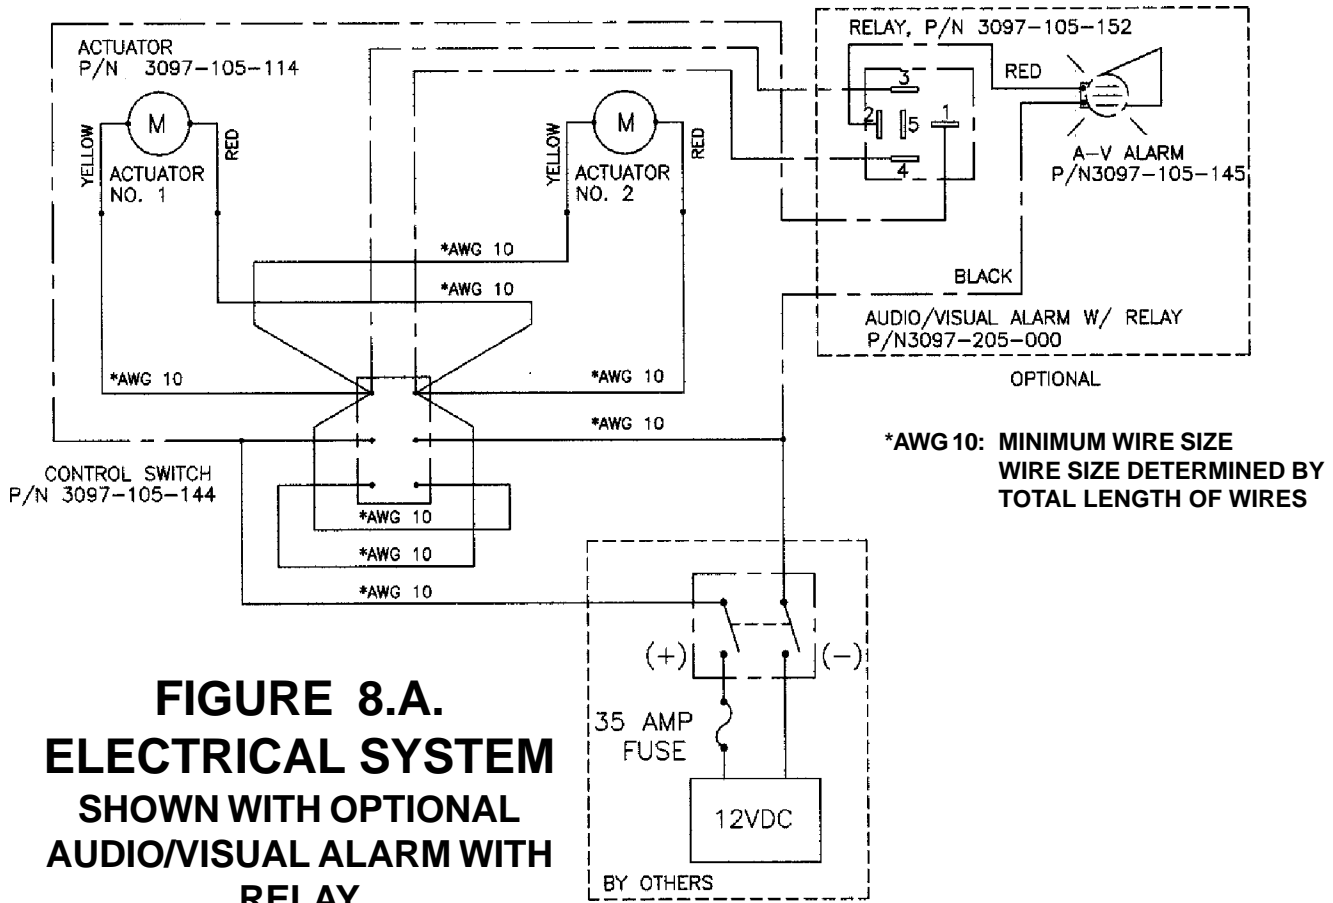 ACTUATOR
P/N 3097-105-114
YELLOW
M
RED
ACTUATOR
NO. 1
YELLOW
M
RED
ACTUATOR
NO. 2
RELAY, P/N 3097-105-152
3
2
5
1
4
RED
A-V ALARM
P/N3097-105-145
BLACK
AUDIO/VISUAL ALARM W/ RELAY
P/N3097-205-000
OPTIONAL
*AWG 10
*AWG 10
*AWG 10
*AWG 10
*AWG 10
*AWG 10: MINIMUM WIRE SIZE
WIRE SIZE DETERMINED BY
TOTAL LENGTH OF WIRES
CONTROL SWITCH
P/N 3097-105-144
*AWG 10
*AWG 10
*AWG 10
(+)
(-)
35 AMP
FUSE
12VDC
BY OTHERS
FIGURE 8.A.
ELECTRICAL SYSTEM
SHOWN WITH OPTIONAL
AUDIO/VISUAL ALARM WITH
RELAY